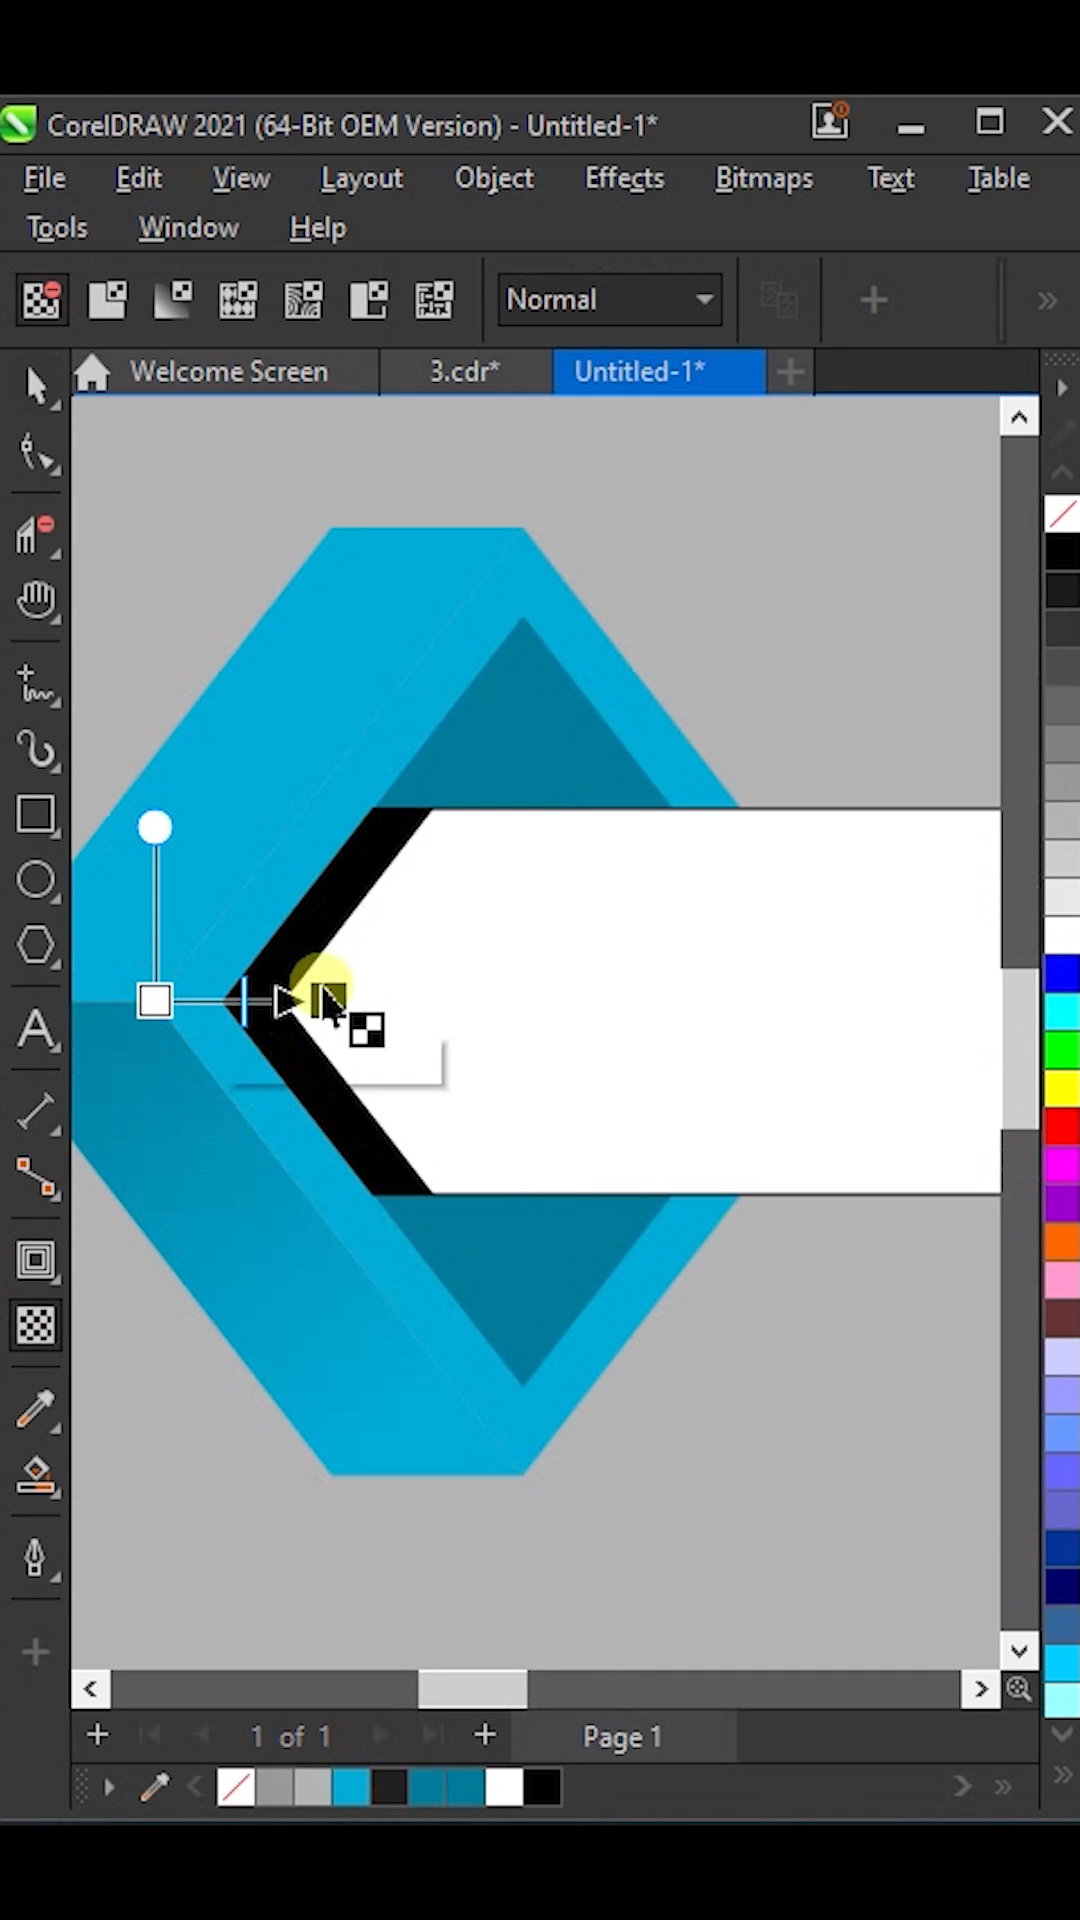 CorelDRAW 2021 (64-Bit OEM Version) - Untitled-1*
File Edit View Layout Object Effects Bitmaps Text Table
Tools Window Help
Normal
Welcome Screen 3.cdr* Untitled-1*
1 of 1 Page 1